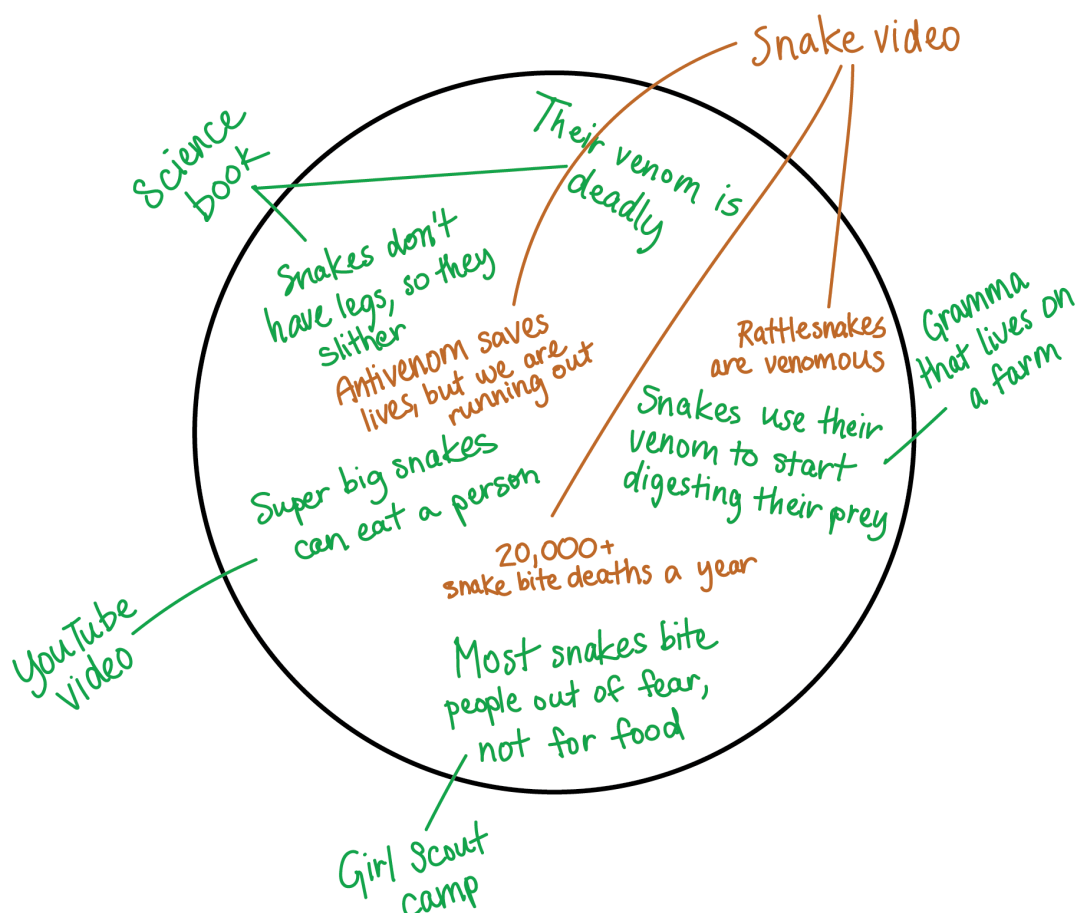 Snake video
Science
book
Their venom is
deadly
Snakes don't
have legs, so they
slither
Antivenom saves
lives, but we are
running out
Rattlesnakes
are venomous
Gramma
that lives on
a farm
Snakes use their
venom to start
digesting their prey
Super big snakes
can eat a person
20,000+
snake bite deaths a year
YouTube
video
Most snakes bite
people out of fear,
not for food
Girl Scout
camp